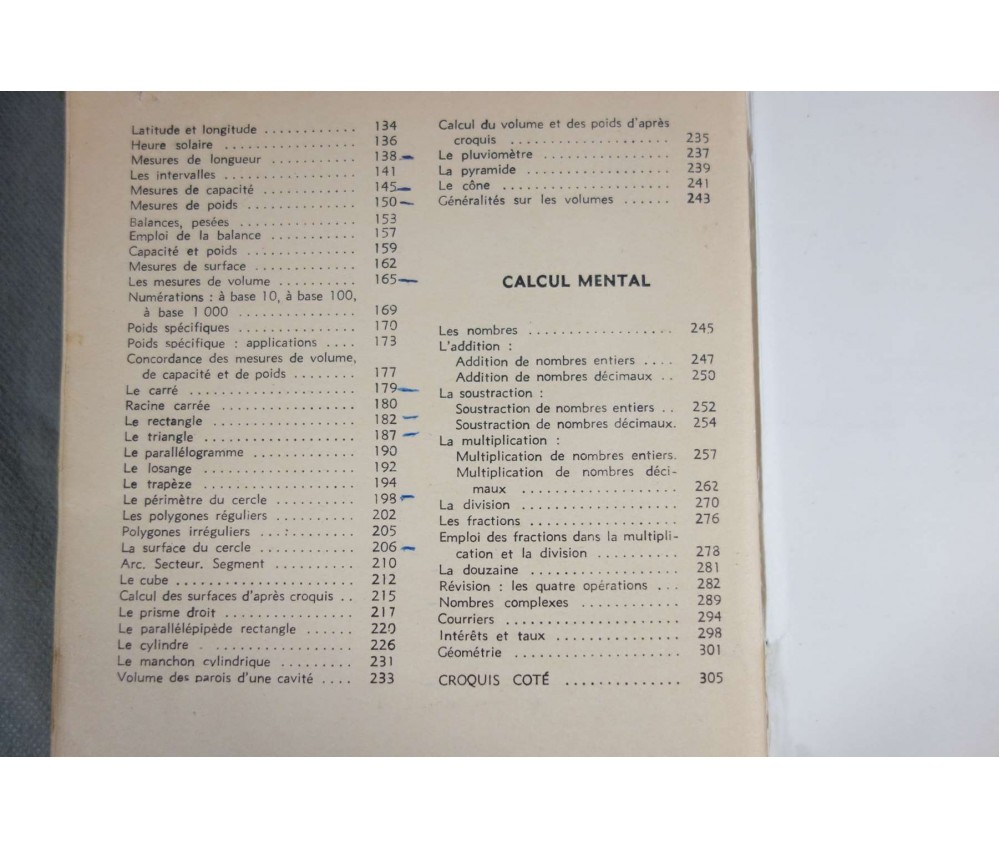 Latitude et longitude ............ 134
Heure solaire ................. 136
Mesures de longueur ........... 138
Les intervalles ................. 141
Mesures de capacité ............ 145
Mesures de poids .............. 150
Balances, pesées ............... 153
Emploi de la balance ........... 157
Capacité et poids .............. 159
Mesures de surface ............. 162
Les mesures de volume .......... 165
Numérations : à base 10, à base 100,
à base 1 000 ............... 169
Poids spécifiques ............... 170
Poids spécifique : applications .... 173
Concordance des mesures de volume,
de capacité et de poids ........ 177
Le carré ...................... 179
Racine carrée ................. 180
Le rectangle ................... 182
Le triangle .................... 187
Le parallélogramme ............. 190
Le losange .................... 192
Le trapèze .................... 194
Le périmètre du cercle .......... 198
Les polygones réguliers .......... 202
Polygones irréguliers ...:........ 205
La surface du cercle ............ 206
Arc. Secteur. Segment .......... 210
Le cube ....................... 212
Calcul des surfaces d'après croquis .. 215
Le prisme droit ................. 217
Le parallélépipède rectangle ...... 220
Le cylindre . .................. 226
Le manchon cylindrique ......... 231
Volume des parois d'une cavité .... 233
Calcul du volume et des poids d'après
croquis .................... 235
Le pluviomètre ................ 237
La pyramide .................. 239
Le cône ..................... 241
Généralités sur les volumes ...... 243
CALCUL MENTAL
Les nombres .................. 245
L'addition :
Addition de nombres entiers .... 247
Addition de nombres décimaux .. 250
La soustraction :
Soustraction de nombres entiers .. 252
Soustraction de nombres décimaux. 254
La multiplication :
Multiplication de nombres entiers. 257
Multiplication de nombres déci-
maux .................. 262
La division .................... 270
Les fractions .................. 276
Emploi des fractions dans la multipli-
cation et la division .......... 278
La douzaine .................. 281
Révision : les quatre opérations ... 282
Nombres complexes ............ 289
Courriers ..................... 294
Intérêts et taux ................ 298
Géométrie .................... 301
CROQUIS COTÉ .............. 305